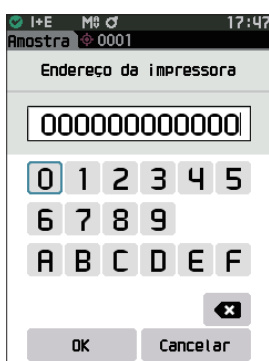 I+E M 17:47
Amostra 0001
Endereço da impressora
000000000000
0 1 2 3 4 5
6 7 8 9
A B C D E F
OK Cancelar